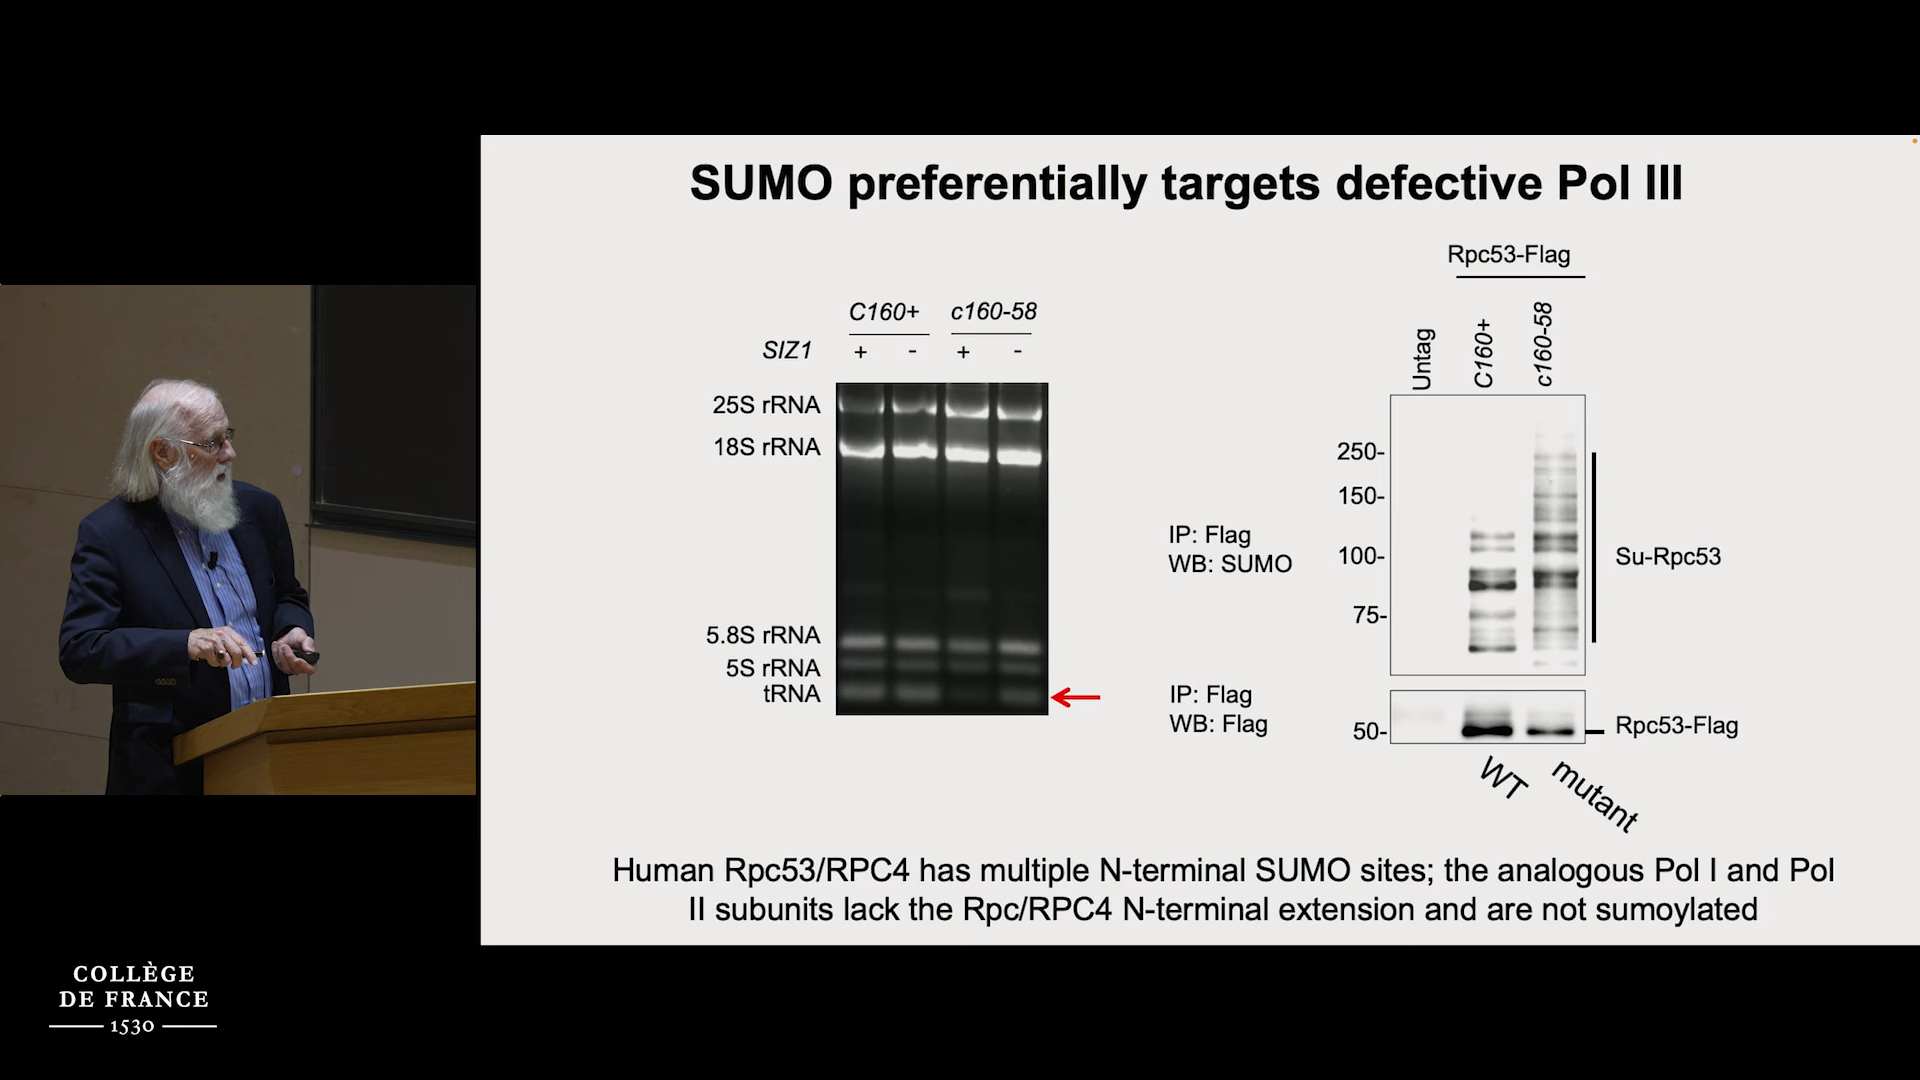 SUMO preferentially targets defective Pol III
C160+ c160-58
SIZ1 + - + -
25S rRNA
18S rRNA
5.8S rRNA
5S rRNA
tRNA
Rpc53-Flag
Untag
C160+
c160-58
IP: Flag
WB: SUMO
250-
150-
100-
75-
Su-Rpc53
IP: Flag
WB: Flag
50-
Rpc53-Flag
WT
mutant
Human Rpc53/RPC4 has multiple N-terminal SUMO sites; the analogous Pol I and Pol
II subunits lack the Rpc/RPC4 N-terminal extension and are not sumoylated
COLLÈGE
DE FRANCE
1530